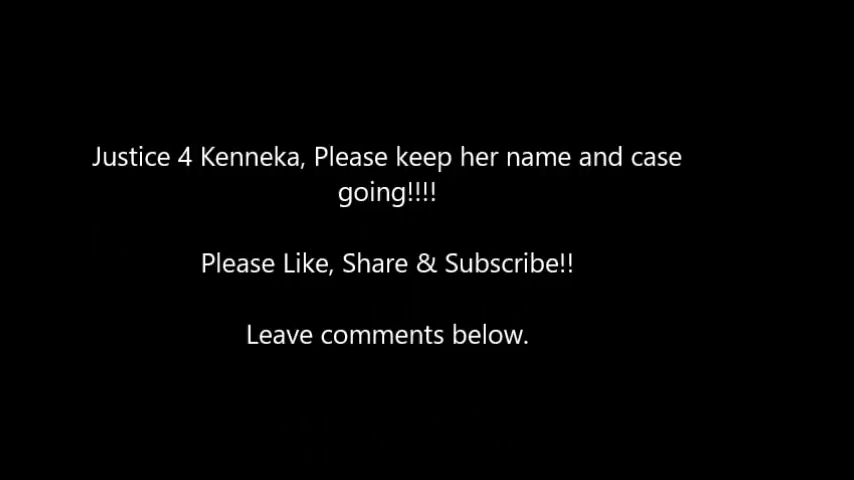 Justice 4 Kenneka, Please keep her name and case
going!!!!
Please Like, Share & Subscribe!!
Leave comments below.